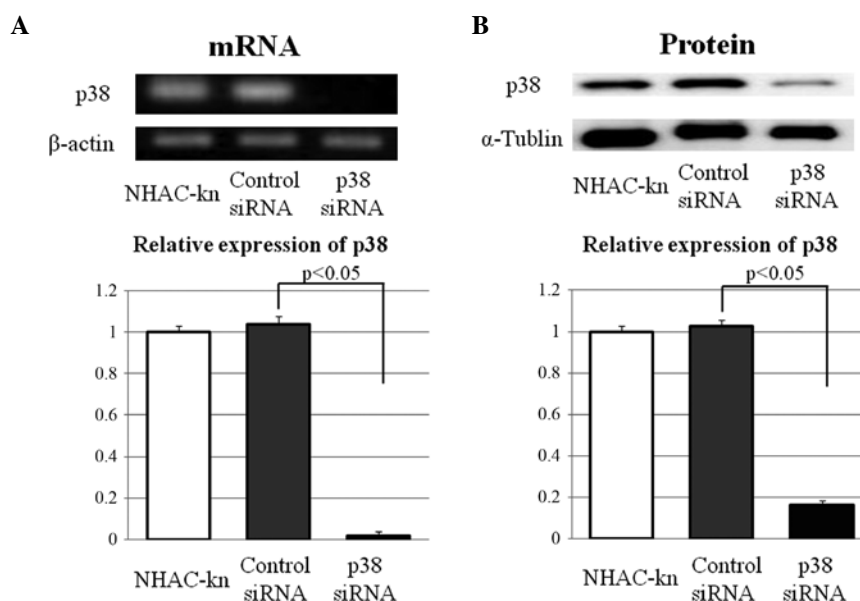 A
mRNA
p38
β-actin
NHAC-kn
Control
siRNA
p38
siRNA
Relative expression of p38
p<0.05
1.2
1
0.8
0.6
0.4
0.2
0
NHAC-kn
Control
siRNA
p38
siRNA
B
Protein
p38
α-Tublin
NHAC-kn
Control
siRNA
p38
siRNA
Relative expression of p38
p<0.05
1.2
1
0.8
0.6
0.4
0.2
0
NHAC-kn
Control
siRNA
p38
siRNA